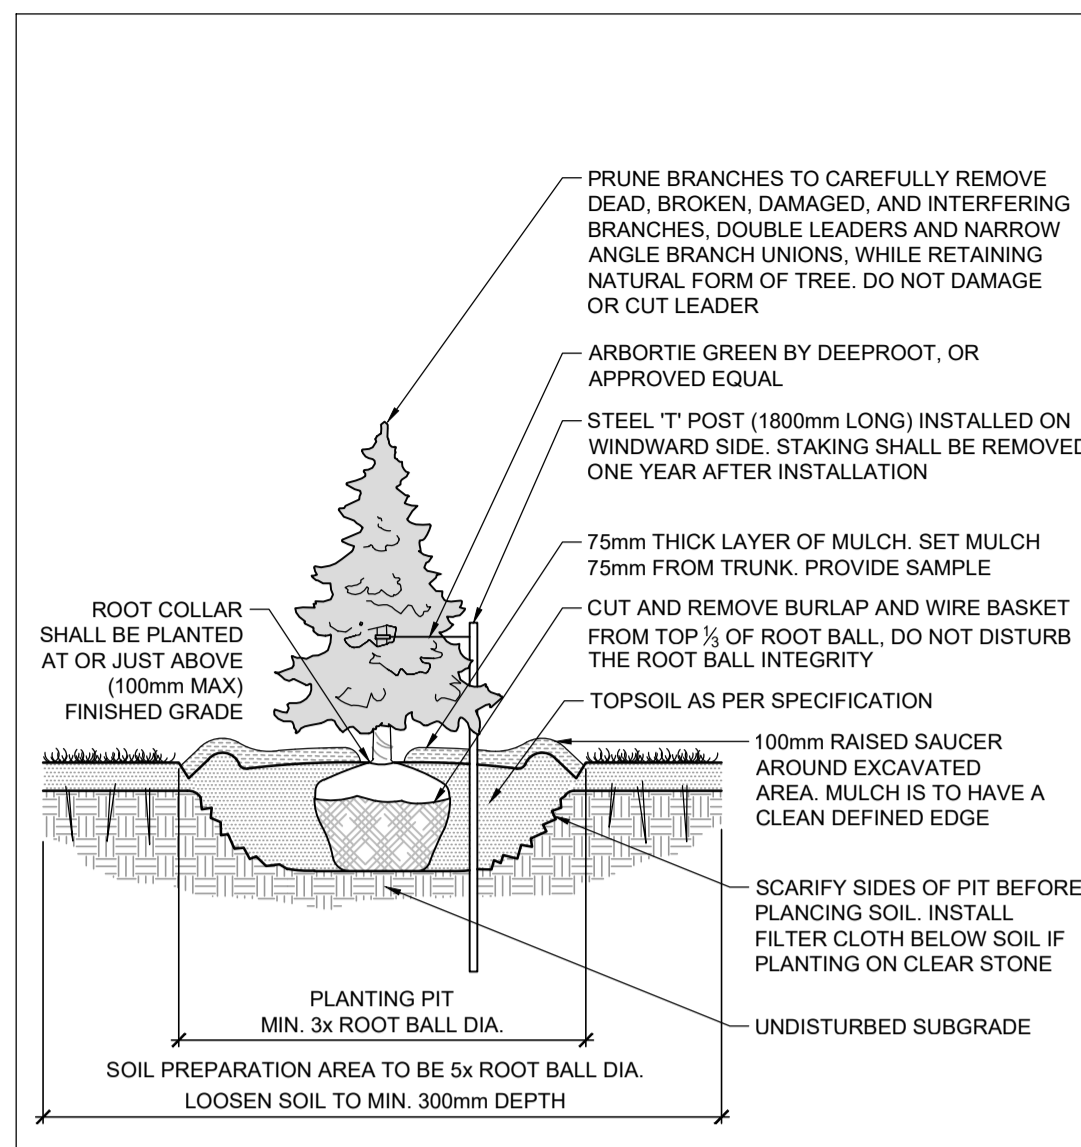 PRUNE BRANCHES TO CAREFULLY REMOVE
DEAD, BROKEN, DAMAGED, AND INTERFERING
BRANCHES, DOUBLE LEADERS AND NARROW
ANGLE BRANCH UNIONS, WHILE RETAINING
NATURAL FORM OF TREE. DO NOT DAMAGE
OR CUT LEADER
ARBORTIE GREEN BY DEEPROOT, OR
APPROVED EQUAL
STEEL 'T' POST (1800mm LONG) INSTALLED ON
WINDWARD SIDE. STAKING SHALL BE REMOVED
ONE YEAR AFTER INSTALLATION
75mm THICK LAYER OF MULCH. SET MULCH
75mm FROM TRUNK. PROVIDE SAMPLE
CUT AND REMOVE BURLAP AND WIRE BASKET
FROM TOP ⅓ OF ROOT BALL, DO NOT DISTURB
THE ROOT BALL INTEGRITY
ROOT COLLAR
SHALL BE PLANTED
AT OR JUST ABOVE
(100mm MAX)
FINISHED GRADE
TOPSOIL AS PER SPECIFICATION
100mm RAISED SAUCER
AROUND EXCAVATED
AREA. MULCH IS TO HAVE A
CLEAN DEFINED EDGE
SCARIFY SIDES OF PIT BEFORE
PLANCING SOIL. INSTALL
FILTER CLOTH BELOW SOIL IF
PLANTING ON CLEAR STONE
UNDISTURBED SUBGRADE
PLANTING PIT
MIN. 3x ROOT BALL DIA.
SOIL PREPARATION AREA TO BE 5x ROOT BALL DIA.
LOOSEN SOIL TO MIN. 300mm DEPTH